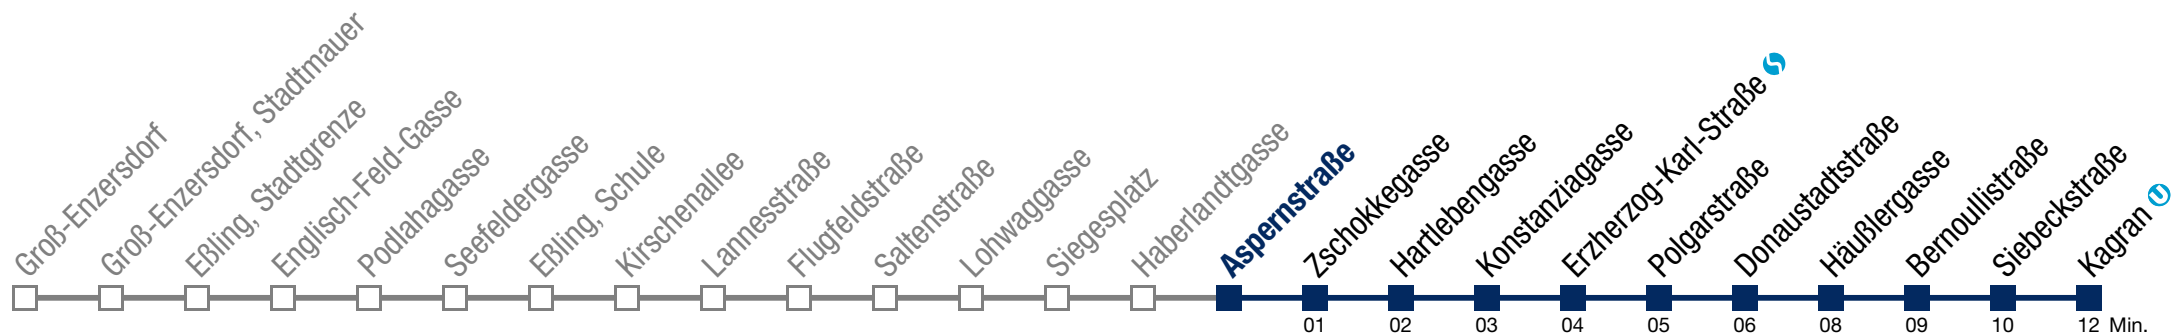 Groß-Enzersdorf
Groß-Enzersdorf, Stadtmauer
Eßling, Stadtgrenze
Englisch-Feld-Gasse
Podlahagasse
Seefeldergasse
Eßling, Schule
Kirschenallee
Lannesstraße
Flugfeldstraße
Saltenstraße
Lohwaggasse
Siegesplatz
Haberlandtgasse
Aspernstraße
Zschokkegasse
Hartlebengasse
Konstanziagasse
Erzherzog-Karl-Straße S
Polgarstraße
Donaustadtstraße
Häußlergasse
Bernoullistraße
Siebeckstraße
Kagran U
01 02 03 04 05 06 08 09 10 12 Min.